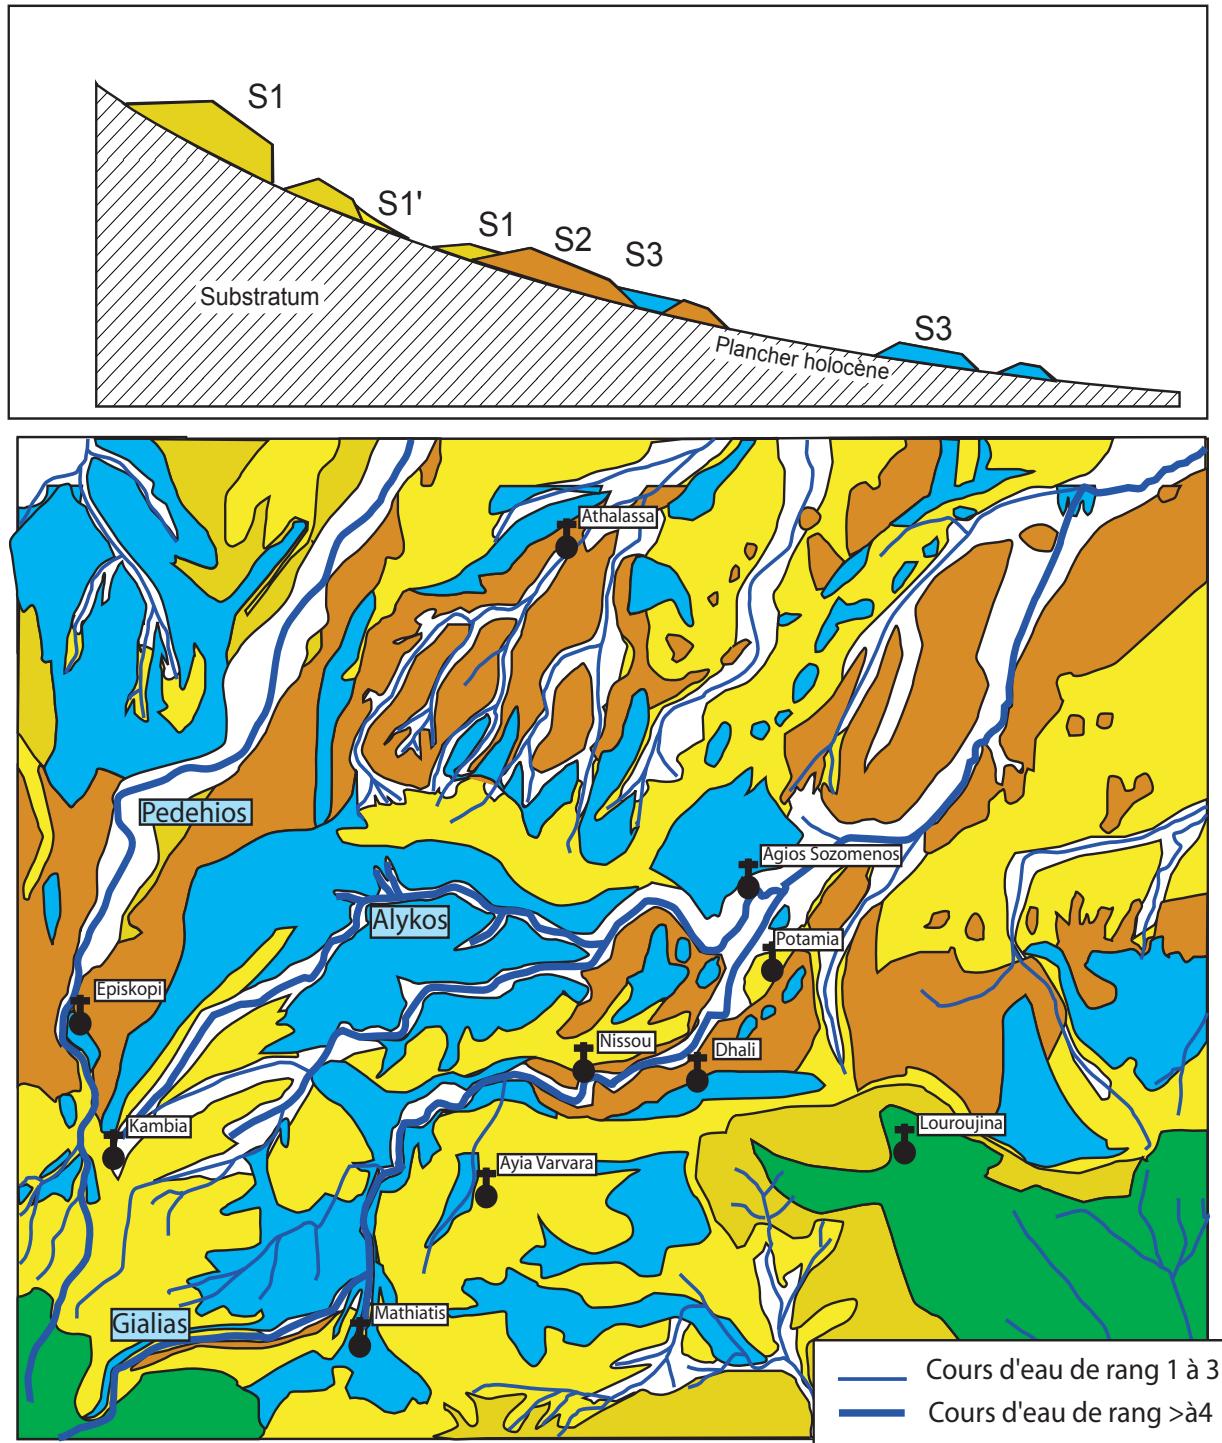 S1
S1'
S1
S2
S3
S3
Substratum
Plancher holocène
Athalassa
Pedehios
Agios Sozomenos
Alykos
Potamia
Episkopi
Nissou
Dhali
Kambia
Louroujina
Ayia Varvara
Gialias
Mathiatis
Cours d'eau de rang 1 à 3
Cours d'eau de rang >à4